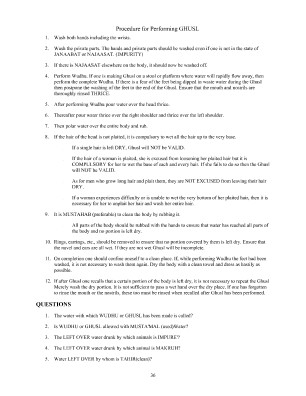 Procedure for Performing GHUSL
1. Wash both hands including the wrists.
2. Wash the private parts. The hands and private parts should be washed even if one is not in the state of
JANAABAT or NAJAASAT. (IMPURITY)
3. If there is NAJAASAT elsewhere on the body, it should now be washed off.
4. Perform Wudhu. If one is making Ghusl on a stool or platform where water will rapidly flow away, then
perform the complete Wudhu. If there is a fear of the feet being dipped in waste water during the Ghusl
then postpone the washing of the feet to the end of the Ghusl. Ensure that the mouth and nostrils are
thoroughly rinsed THRICE.
5. After performing Wudhu pour water over the head thrice.
6. Thereafter pour water thrice over the right shoulder and thrice over the left shoulder.
7. Then pour water over the entire body and rub.
8. If the hair of the head is not plaited, it is compulsory to wet all the hair up to the very base.
If a single hair is left DRY, Ghusl will NOT be VALID.
If the hair of a woman is plaited, she is excused from loosening her plaited hair but it is
COMPULSORY for her to wet the base of each and every hair. If she fails to do so then the Ghusl
will NOT be VALID.
As for men who grow long hair and plait them, they are NOT EXCUSED from leaving their hair
DRY.
If a woman experiences difficulty or is unable to wet the very bottom of her plaited hair, then it is
necessary for her to unplait her hair and wash her entire hair.
9. It is MUSTAHAB (preferable) to clean the body by rubbing it.
All parts of the body should be rubbed with the hands to ensure that water has reached all parts of
the body and no portion is left dry.
10. Rings, earrings, etc., should be removed to ensure that no portion covered by them is left dry. Ensure that
the navel and ears are all wet. If they are not wet Ghusl will be incomplete.
11. On completion one should confine oneself to a clean place. If, while performing Wudhu the feet had been
washed, it is not necessary to wash them again. Dry the body with a clean towel and dress as hastily as
possible.
12. If after Ghusl one recalls that a certain portion of the body is left dry, it is not necessary to repeat the Ghusl
Merely wash the dry portion. It is not sufficient to pass a wet hand over the dry place. If one has forgotten
to rinse the mouth or the nostrils, these too must be rinsed when recalled after Ghusl has been performed.
QUESTIONS
1. The water with which WUDHU or GHUSL has been made is called?
2. Is WUDHU or GHUSL allowed with MUSTA'MAL (used)Water?
3. The LEFT OVER water drunk by which animals is IMPURE'?
4. The LEFT OVER water drunk by which animal is MAKRUH?
5. Water LEFT OVER by whom is TAHIR(clean)?
36